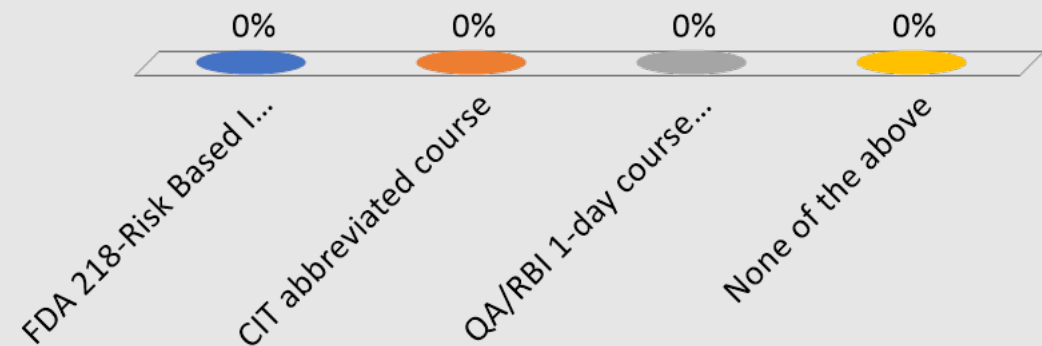 0% 0% 0% 0%
FDA 218-Risk Based I...
CIT abbreviated course
QA/RBI 1-day course...
None of the above